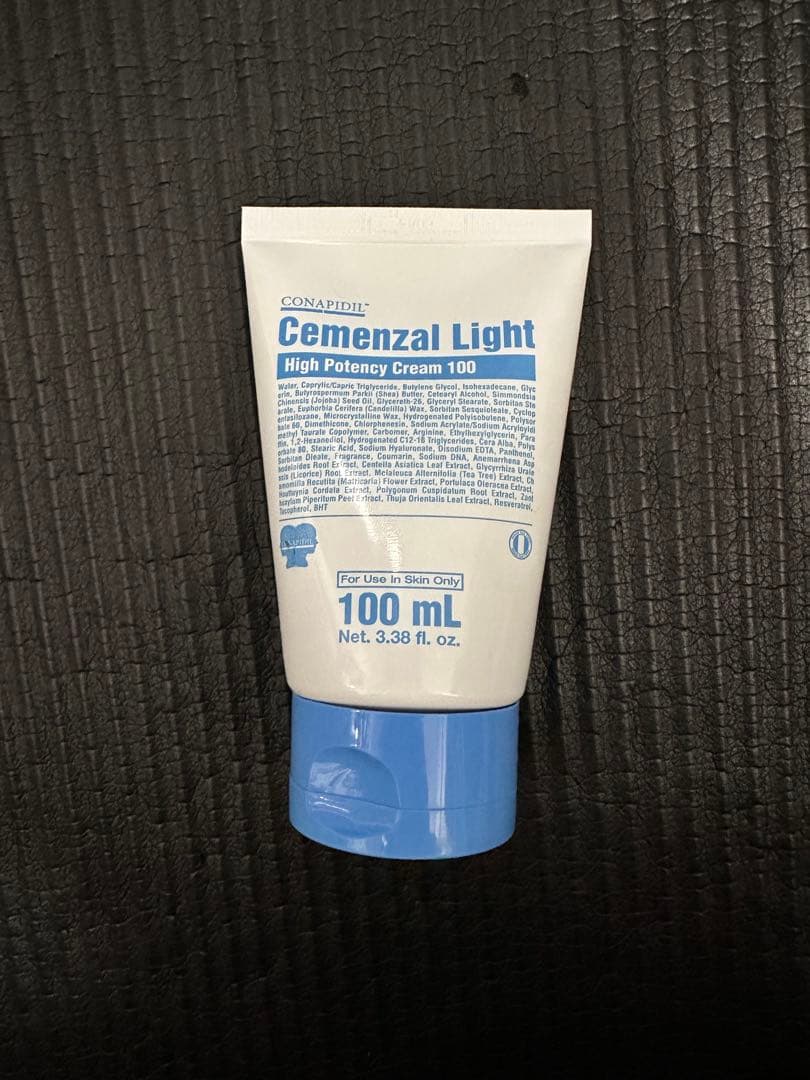 CONAPIDIL™
Cemenzal Light
High Potency Cream 100
Water, Caprylic/Capric Triglyceride, Butylene Glycol, Isohexadecane, Glyc
erin, Butyrospermum Parkii (Shea) Butter, Cetearyl Alcohol, Simmondsia
Chinensis (Jojoba) Seed Oil, Glycereth-26, Glyceryl Stearate, Sorbitan Ste
arate, Euphorbia Cerifera (Candelilla) Wax, Sorbitan Sesquioleate, Cyclop
entasiloxane, Microcrystalline Wax, Hydrogenated Polyisobutene, Polysor
bate 60, Dimethicone, Chlorphenesin, Sodium Acrylate/Sodium Acryloyldi
methyl Taurate Copolymer, Carbomer, Arginine, Ethylhexylglycerin, Para
ffin, 1,2-Hexanediol, Hydrogenated C12-18 Triglycerides, Cera Alba, Polys
orbate 80, Stearic Acid, Sodium Hyaluronate, Disodium EDTA, Panthenol,
Sorbitan Oleate, Fragrance, Coumarin, Sodium DNA, Anemarrhena Asp
hodeloides Root Extract, Centella Asiatica Leaf Extract, Glycyrrhiza Urale
nsis (Licorice) Root Extract, Melaleuca Alternifolia (Tea Tree) Extract, Ch
amomilla Recutita (Matricaria) Flower Extract, Portulaca Oleracea Extract,
Houttuynia Cordata Extract, Polygonum Cuspidatum Root Extract, Zant
hoxylum Piperitum Peel Extract, Thuja Orientalis Leaf Extract, Resveratrol,
Tocopherol, BHT
CONAPIDIL
For Use In Skin Only
100 mL
Net. 3.38 fl. oz.